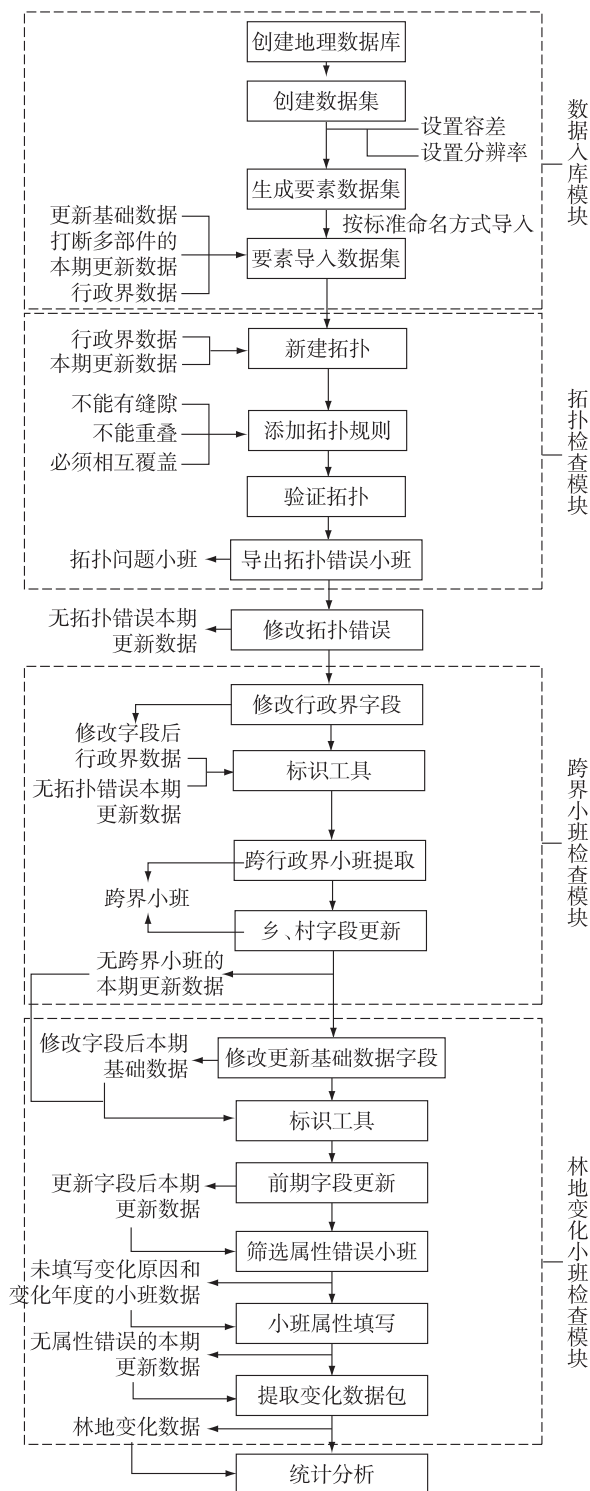 创建地理数据库
创建数据集
设置容差
设置分辨率
生成要素数据集
按标准命名方式导入
更新基础数据
打断多部件的
本期更新数据
行政界数据
要素导入数据集
数据入库模块
行政界数据
本期更新数据
新建拓扑
不能有缝隙
不能重叠
必须相互覆盖
添加拓扑规则
验证拓扑
拓扑问题小班
导出拓扑错误小班
拓扑检查模块
无拓扑错误本期
更新数据
修改拓扑错误
修改行政界字段
修改字段后
行政界数据
无拓扑错误本期
更新数据
标识工具
跨行政界小班提取
跨界小班
乡、村字段更新
无跨界小班的
本期更新数据
跨界小班检查模块
修改字段后本期
基础数据
修改更新基础数据字段
标识工具
更新字段后本期
更新数据
前期字段更新
筛选属性错误小班
未填写变化原因和
变化年度的小班数据
小班属性填写
无属性错误的本期
更新数据
提取变化数据包
林地变化数据
林地变化小班检查模块
统计分析